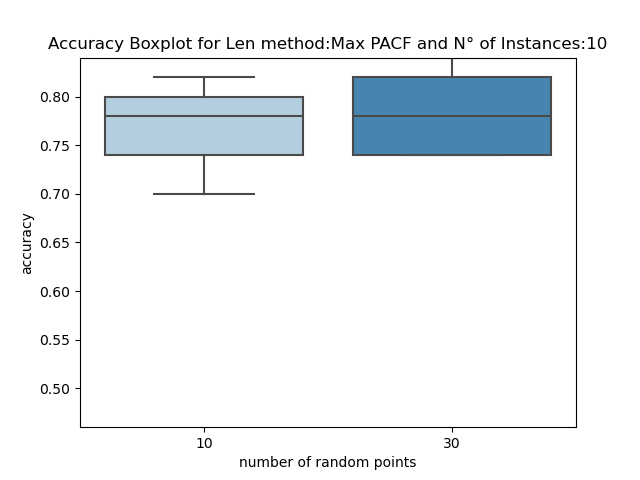 Accuracy Boxplot for Len method:Max PACF and N° of Instances:10
0.80
0.75
0.70
0.65
0.60
0.55
0.50
accuracy
10 30
number of random points